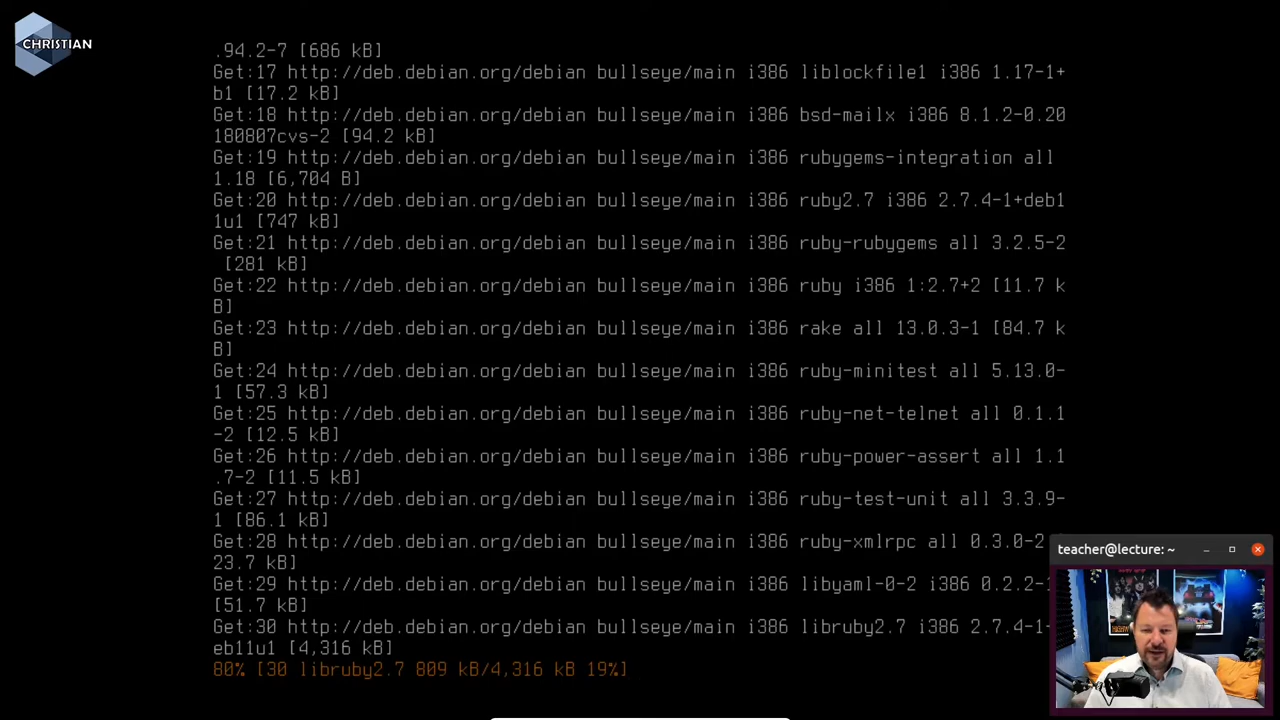 CHRISTIAN
.94.2-7 [686 kB]
Get:17 http://deb.debian.org/debian bullseye/main i386 liblockfile1 i386 1.17-1+
b1 [17.2 kB]
Get:18 http://deb.debian.org/debian bullseye/main i386 bsd-mailx i386 8.1.2-0.20
180807cvs-2 [94.2 kB]
Get:19 http://deb.debian.org/debian bullseye/main i386 rubygems-integration all
1.18 [6,704 B]
Get:20 http://deb.debian.org/debian bullseye/main i386 ruby2.7 i386 2.7.4-1+deb1
1u1 [747 kB]
Get:21 http://deb.debian.org/debian bullseye/main i386 ruby-rubygems all 3.2.5-2
 [281 kB]
Get:22 http://deb.debian.org/debian bullseye/main i386 ruby i386 1:2.7+2 [11.7 k
B]
Get:23 http://deb.debian.org/debian bullseye/main i386 rake all 13.0.3-1 [84.7 k
B]
Get:24 http://deb.debian.org/debian bullseye/main i386 ruby-minitest all 5.13.0-
1 [57.3 kB]
Get:25 http://deb.debian.org/debian bullseye/main i386 ruby-net-telnet all 0.1.1
-2 [12.5 kB]
Get:26 http://deb.debian.org/debian bullseye/main i386 ruby-power-assert all 1.1
.7-2 [11.5 kB]
Get:27 http://deb.debian.org/debian bullseye/main i386 ruby-test-unit all 3.3.9-
1 [86.1 kB]
Get:28 http://deb.debian.org/debian bullseye/main i386 ruby-xmlrpc all 0.3.0-2
23.7 kB]
Get:29 http://deb.debian.org/debian bullseye/main i386 libyaml-0-2 i386 0.2.2-1
[51.7 kB]
Get:30 http://deb.debian.org/debian bullseye/main i386 libruby2.7 i386 2.7.4-1
eb11u1 [4,316 kB]
80% [30 libruby2.7 809 kB/4,316 kB 19%]
teacher@lecture: ~